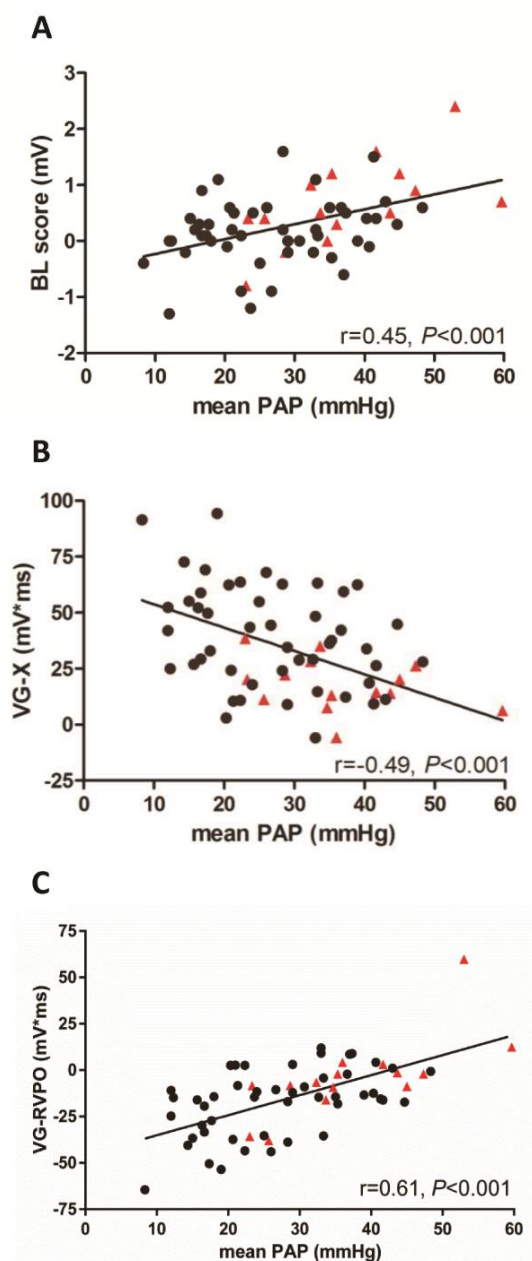 A
BL score (mV)
3
2
1
0
-1
-2
r=0.45, P<0.001
0 10 20 30 40 50 60
mean PAP (mmHg)
B
VG-X (mV*ms)
100
75
50
25
0
-25
r=-0.49, P<0.001
0 10 20 30 40 50 60
mean PAP (mmHg)
C
VG-RVPO (mV*ms)
75
50
25
0
-25
-50
-75
r=0.61, P<0.001
0 10 20 30 40 50 60
mean PAP (mmHg)